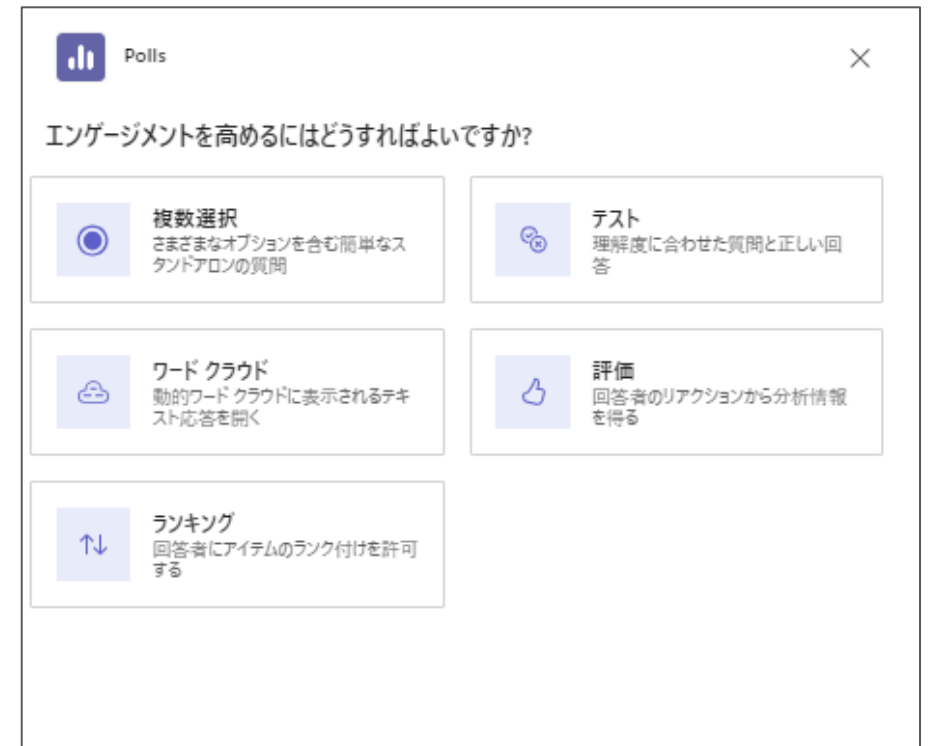 Polls
エンゲージメントを高めるにはどうすればよいですか?
複数選択
さまざまなオプションを含む簡単なス
タンドアロンの質問
テスト
理解度に合わせた質問と正しい回
答
ワード クラウド
動的ワード クラウドに表示されるテキ
スト応答を開く
評価
回答者のリアクションから分析情報
を得る
ランキング
回答者にアイテムのランク付けを許可
する